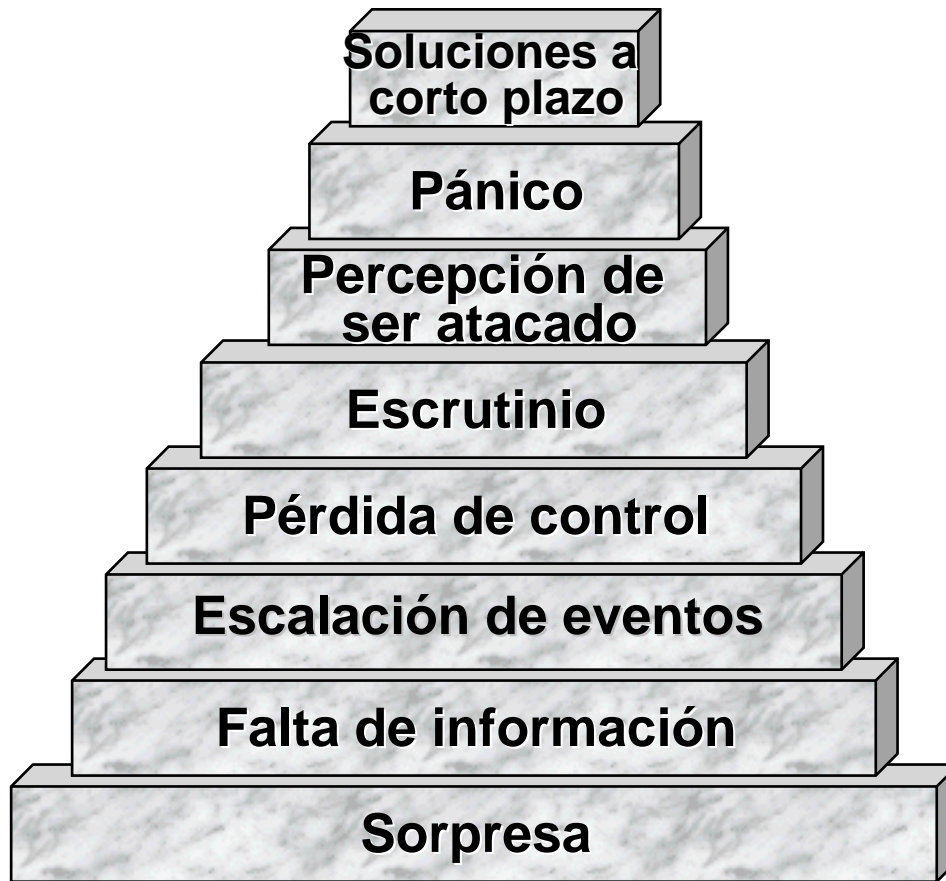 Soluciones a
corto plazo
Pánico
Percepción de
ser atacado
Escrutinio
Pérdida de control
Escalación de eventos
Falta de información
Sorpresa